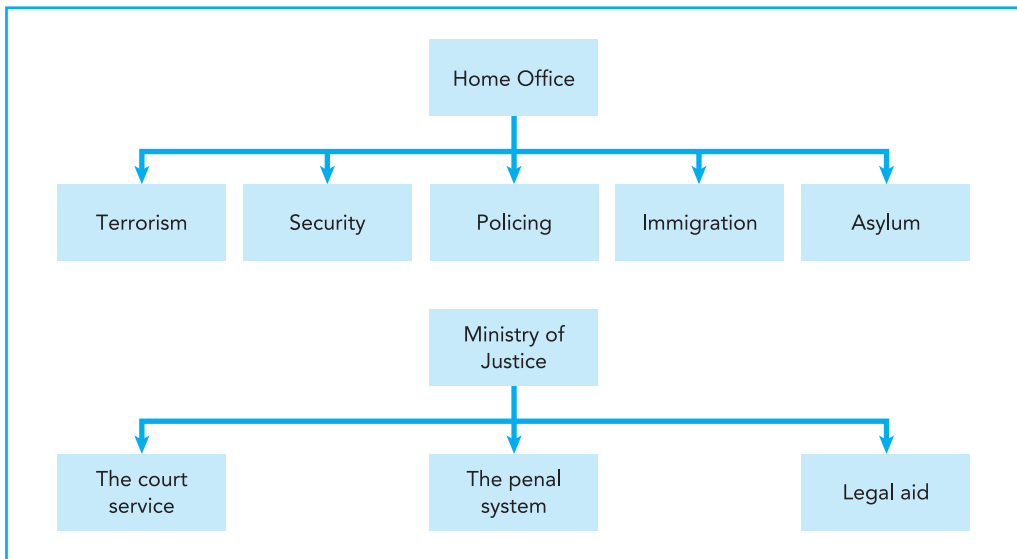 Home Office
Terrorism
Security
Policing
Immigration
Asylum
Ministry of
Justice
The court
service
The penal
system
Legal aid